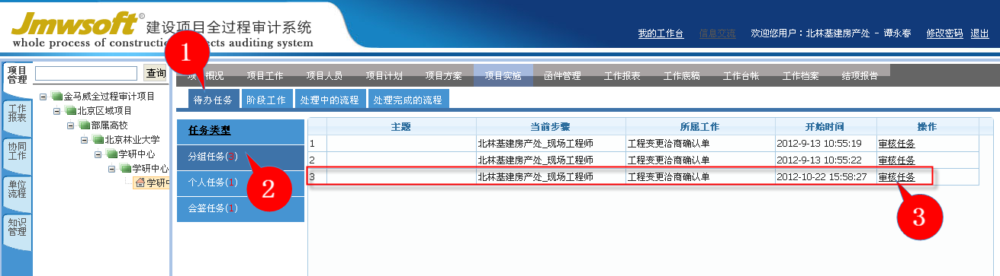 Jmwsoft® 建设项目全过程审计系统
whole process of constructi ects auditing system
我的工作台 信息交流 欢迎您用户：北林基建房产处 - 谭永春 修改密码 退出
项目管理
工作报表
协同工作
单位流程
知识管理
查询
金马威全过程审计项目
北京区域项目
部属高校
北京林业大学
学研中心
学研中心
学研中
项 概况 项目工作 项目人员 项目计划 项目方案 项目实施 函件管理 工作报表 工作底稿 工作台帐 工作档案 结项报告
1
待办任务 阶段工作 处理中的流程 处理完成的流程
任务类型
分组任务(3)
个人任务(1)
会签任务(1)
2
主题 当前步骤 所属工作 开始时间 操作
1 北林基建房产处_现场工程师 工程变更洽商确认单 2012-9-13 10:55:19 审核任务
2 北林基建房产处_现场工程师 工程变更洽商确认单 2012-9-13 10:55:22 审核任务
3 北林基建房产处_现场工程师 工程变更洽商确认单 2012-10-22 15:58:27 审核任务
3